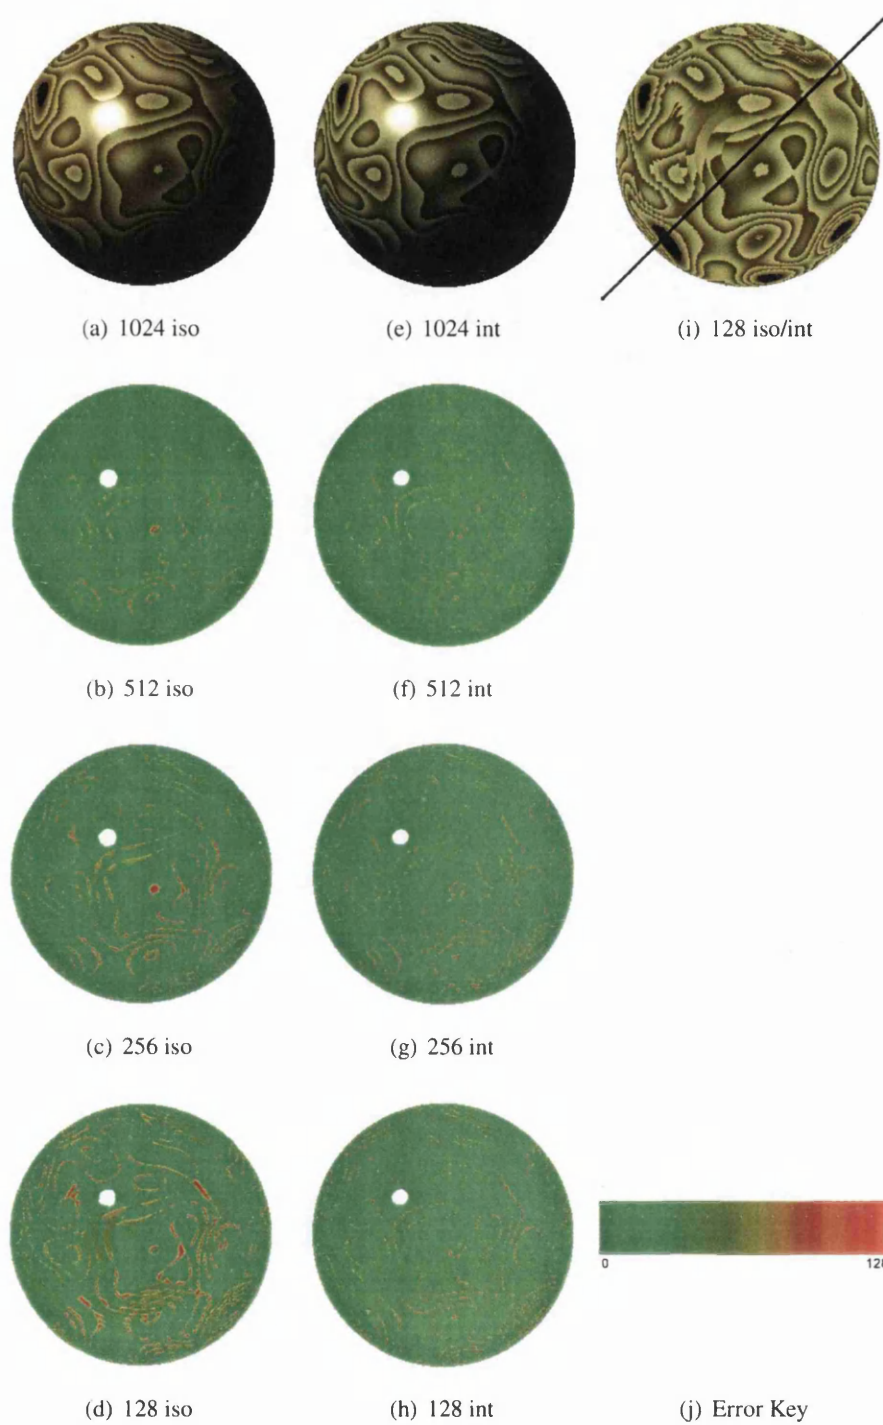 (a) 1024 iso
(e) 1024 int
(i) 128 iso/int
(b) 512 iso
(f) 512 int
(c) 256 iso
(g) 256 int
0
128
(d) 128 iso
(h) 128 int
(j) Error Key